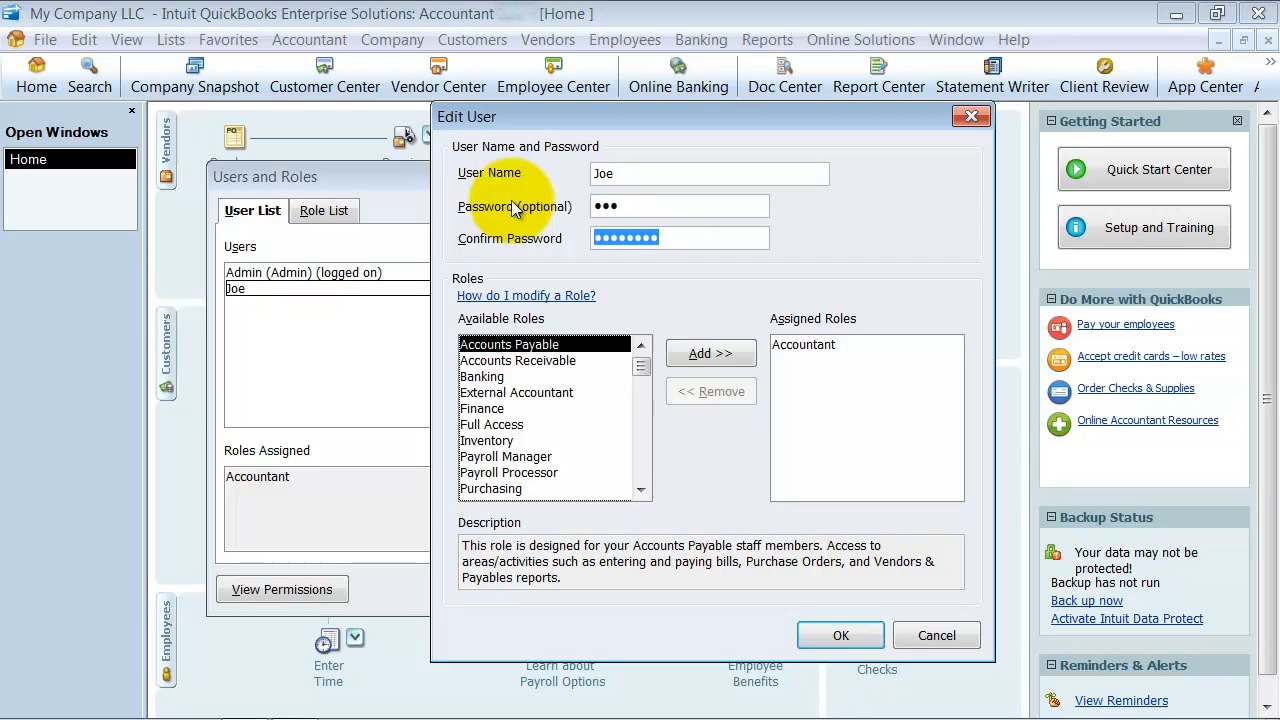 My Company LLC - Intuit QuickBooks Enterprise Solutions: Accountant - [Home ]
File Edit View Lists Favorites Accountant Company Customers Vendors Employees Banking Reports Online Solutions Window Help
Home Search Company Snapshot Customer Center Vendor Center Employee Center Online Banking Doc Center Report Center Statement Writer Client Review App Center
Open Windows
Home
Vendors
Customers
Employees
PO
Users and Roles
User List
Role List
Users
Admin (Admin) (logged on)
Joe
Roles Assigned
Accountant
View Permissions
Enter
Time
Learn about
Payroll Options
Employee
Benefits
Checks
Edit User
User Name and Password
User Name
Joe
Password (optional)
Confirm Password
Roles
How do I modify a Role?
Available Roles
Accounts Payable
Accounts Receivable
Banking
External Accountant
Finance
Full Access
Inventory
Payroll Manager
Payroll Processor
Purchasing
Add >>
<< Remove
Assigned Roles
Accountant
Description
This role is designed for your Accounts Payable staff members. Access to
areas/activities such as entering and paying bills, Purchase Orders, and Vendors &
Payables reports.
OK
Cancel
Getting Started
Quick Start Center
Setup and Training
Do More with QuickBooks
Pay your employees
Accept credit cards – low rates
Order Checks & Supplies
Online Accountant Resources
Backup Status
Your data may not be
protected!
Backup has not run
Back up now
Activate Intuit Data Protect
Reminders & Alerts
View Reminders